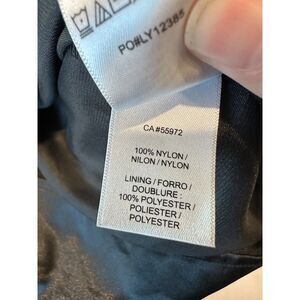 PO#LY12385
CA#55972
100% NYLON /
NILON / NYLON
LINING / FORRO /
DOUBLURE :
100% POLYESTER /
POLIESTER /
POLYESTER